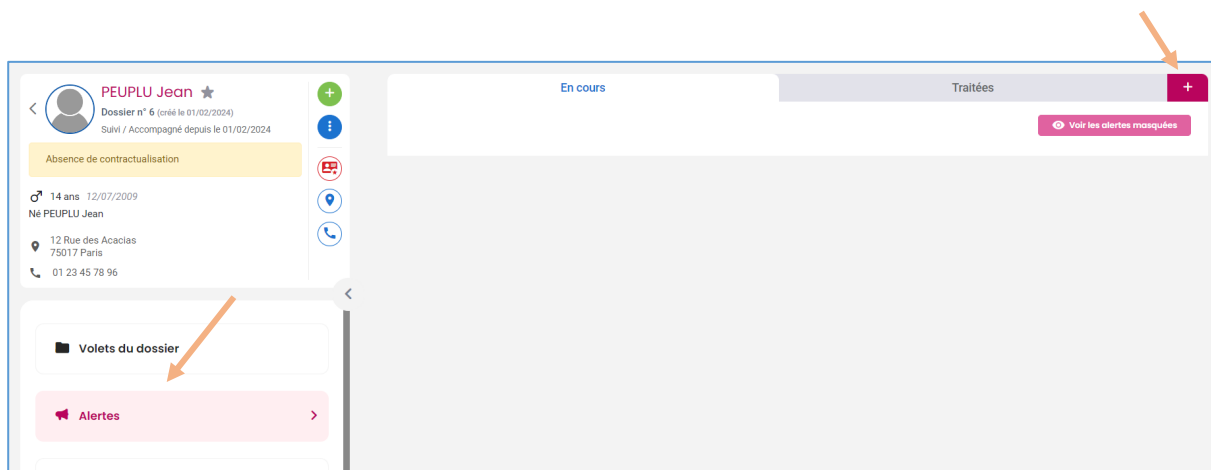 PEUPLU Jean
Dossier n° 6 (créé le 01/02/2024)
Suivi / Accompagné depuis le 01/02/2024
Absence de contractualisation
14 ans 12/07/2009
Né PEUPLU Jean
12 Rue des Acacias
75017 Paris
01 23 45 78 96
Volets du dossier
Alertes
En cours
Traitées
Voir les alertes masquées